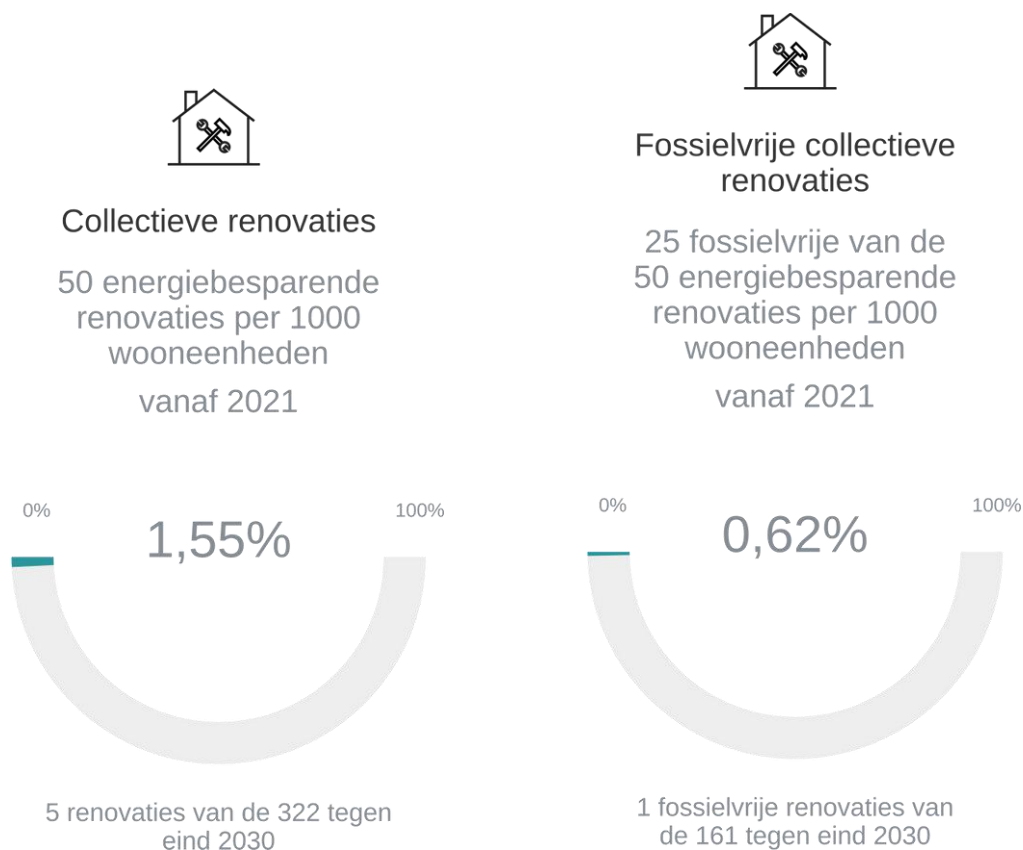 Collectieve renovaties
50 energiebesparende
renovaties per 1000
wooneenheden
vanaf 2021
0%
1,55%
100%
5 renovaties van de 322 tegen
eind 2030
Fossielvrije collectieve
renovaties
25 fossielvrije van de
50 energiebesparende
renovaties per 1000
wooneenheden
vanaf 2021
0%
0,62%
100%
1 fossielvrije renovaties van
de 161 tegen eind 2030